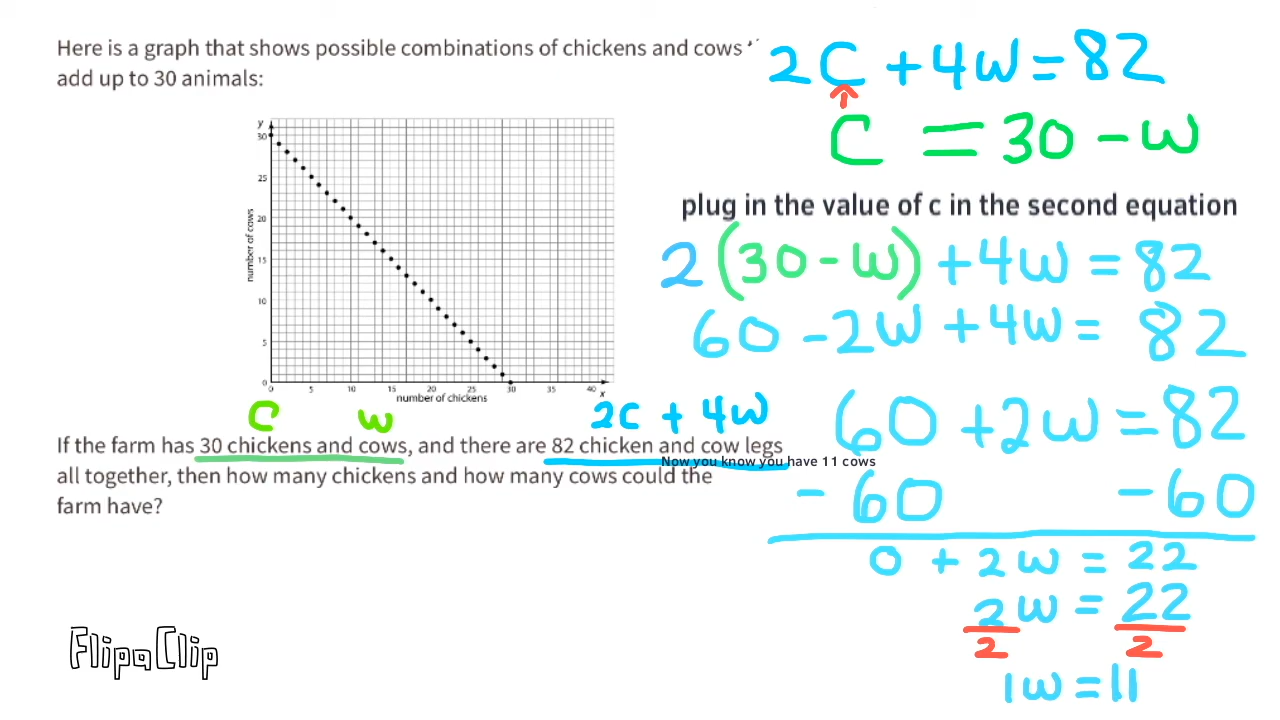 Here is a graph that shows possible combinations of chickens and cows
add up to 30 animals:
y
30
25
20
15
10
5
0
number of cows
0 5 10 15 20 25 30 35 40 x
number of chickens
C W 2C + 4W
If the farm has 30 chickens and cows, and there are 82 chicken and cow legs
Now you know you have 11 cows
all together, then how many chickens and how many cows could the
farm have?
FlipaClip
2C + 4W = 82
C = 30 - W
plug in the value of c in the second equation
2 (30 - W) + 4W = 82
60 - 2W + 4W = 82
60 + 2W = 82
- 60 - 60
0 + 2W = 22
2W = 22
2 2
1W = 11